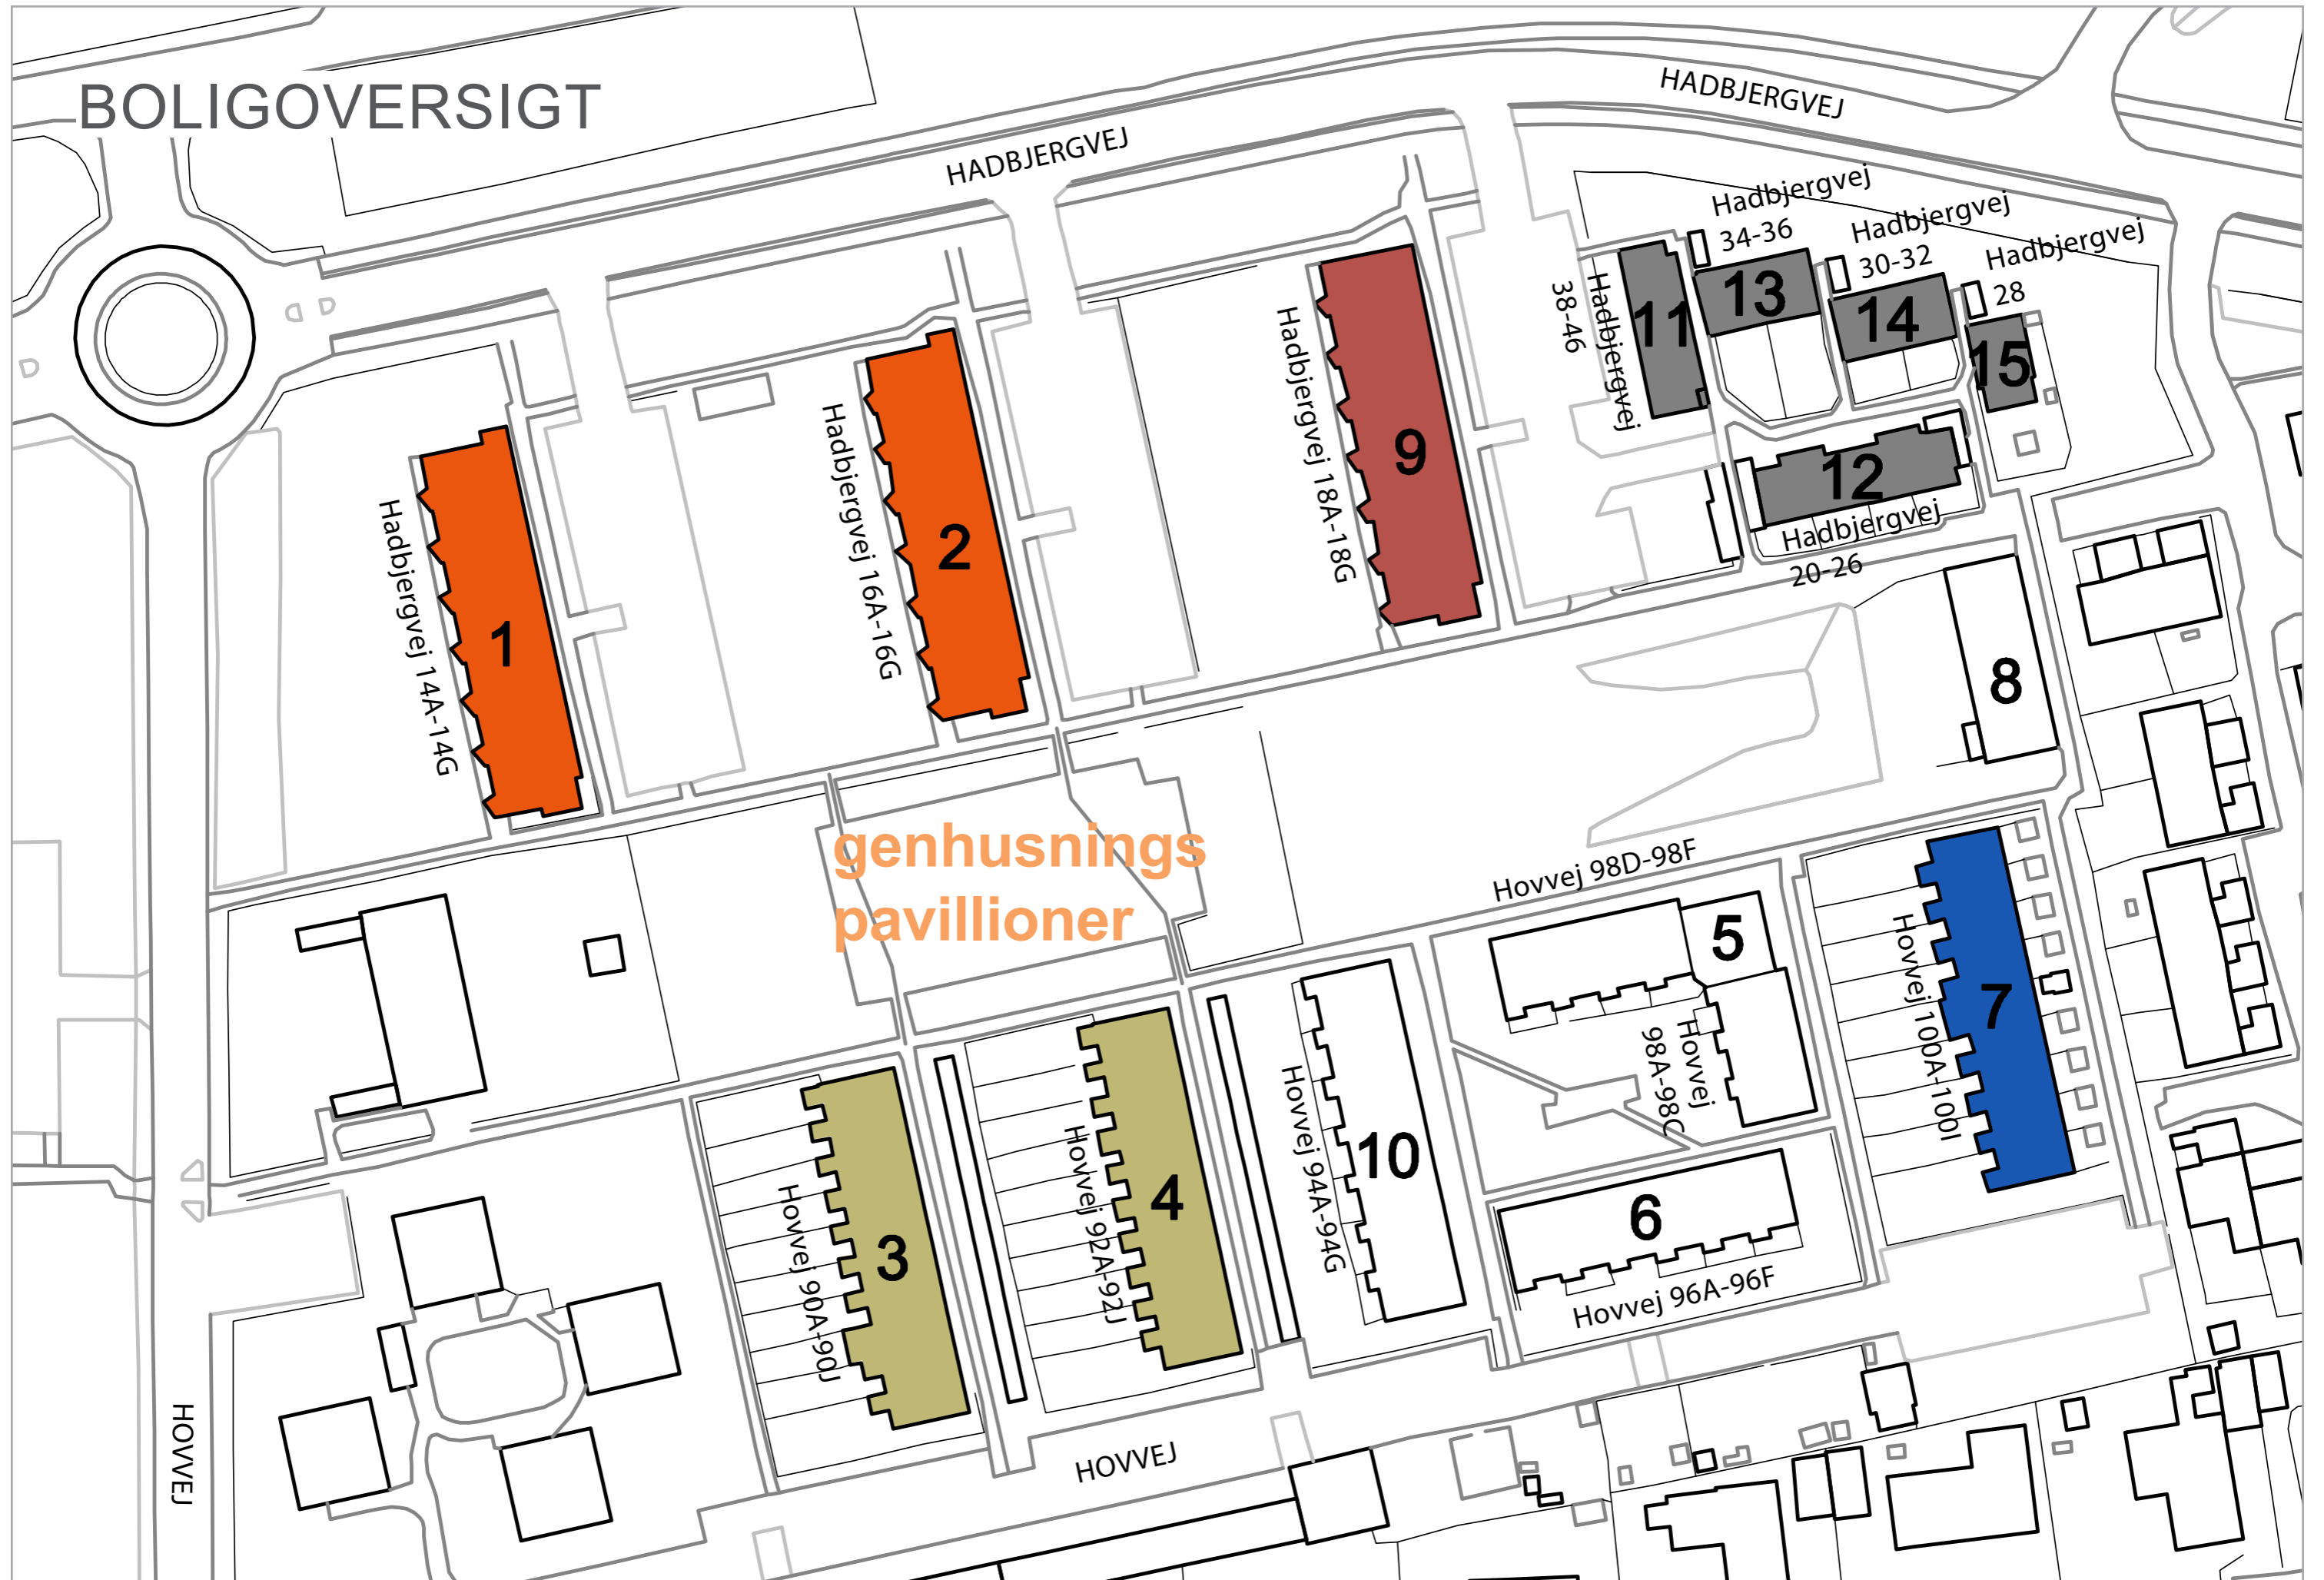 BOLIGOVERSIGT
HADBJERGVEJ
HADBJERGVEJ
Hadbjergvej
34-36
Hadbjergvej
30-32
Hadbjergvej
28
Hadbjergvej
38-46
11
13
14
15
12
Hadbjergvej
20-26
Hadbjergvej 18A-18G
9
Hadbjergvej 16A-16G
2
Hadbjergvej 14A-14G
1
8
genhusnings
pavillioner
Hovvej 98D-98F
5
Hovvej
98A-98C
Hovvej 100A-100I
7
Hovvej 94A-94G
10
6
Hovvej 96A-96F
Hovvej 92A-92J
4
Hovvej 90A-90J
3
HOVVEJ
HOVVEJ